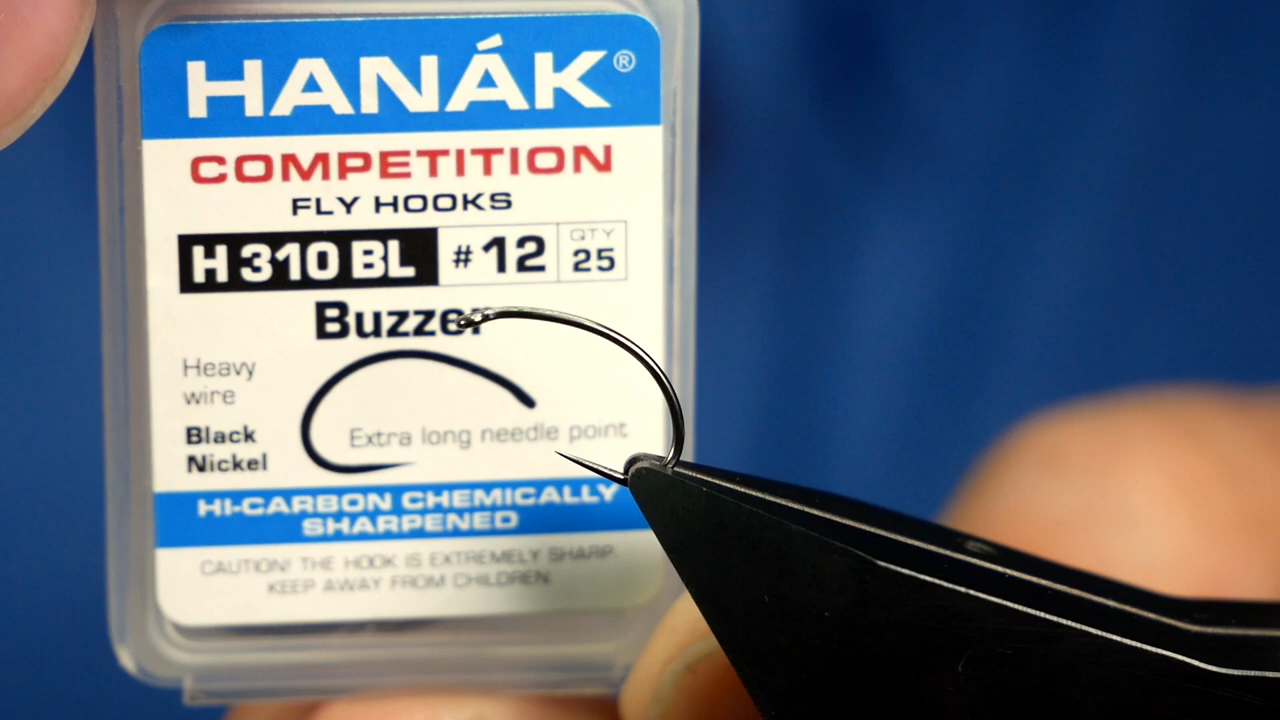 HANÁK®
COMPETITION
FLY HOOKS
H 310 BL #12 QTY 25
Buzzer
Heavy wire
Extra long needle point
Black Nickel
HI-CARBON CHEMICALLY
SHARPENED
CAUTION! THE HOOK IS EXTREMELY SHARP.
KEEP AWAY FROM CHILDREN.